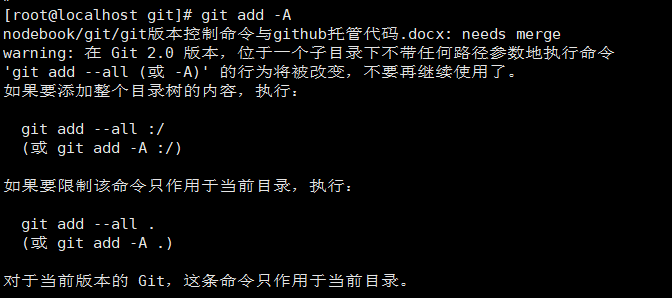 [root@localhost git]# git add -A
nodebook/git/git版本控制命令与github托管代码.docx: needs merge
warning: 在 Git 2.0 版本，位于一个子目录下不带任何路径参数地执行命令
'git add --all (或 -A)' 的行为将被改变，不要再继续使用了。
如果要添加整个目录树的内容，执行：
git add --all :/
(或 git add -A :/)
如果要限制该命令只作用于当前目录，执行：
git add --all .
(或 git add -A .)
对于当前版本的 Git，这条命令只作用于当前目录。